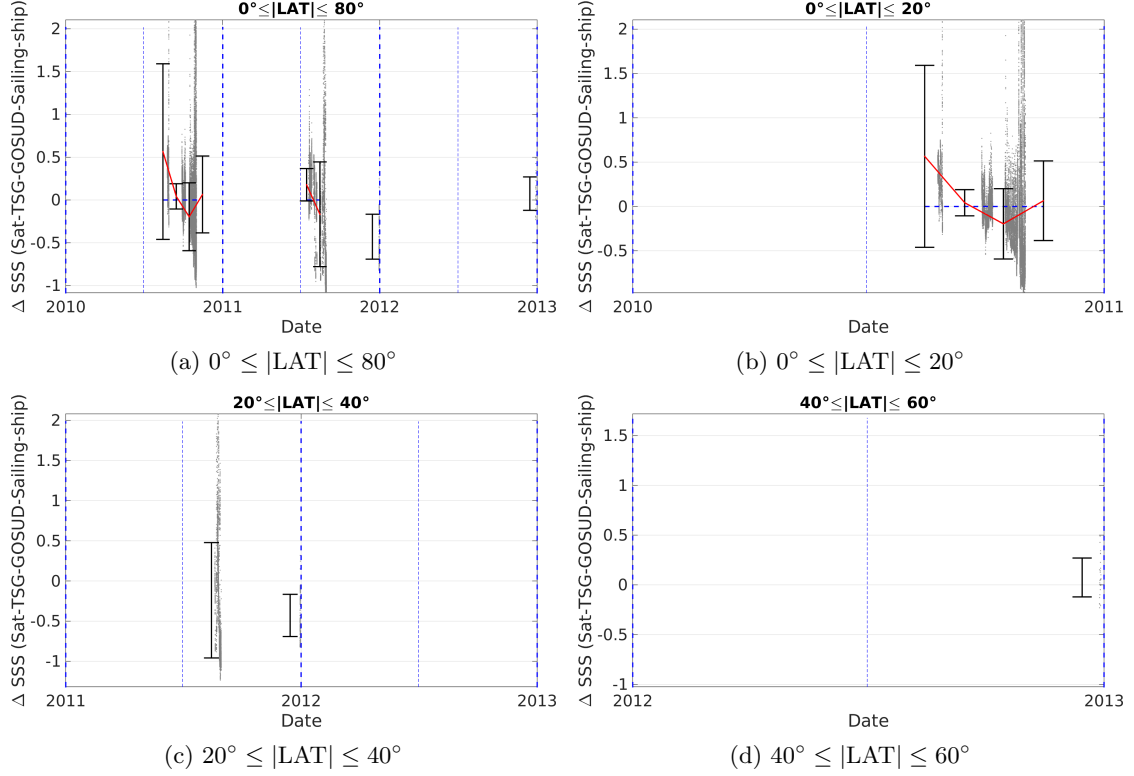 0°≤|LAT|≤ 80°
Δ SSS (Sat-TSG-GOSUD-Sailing-ship)
2
1.5
1
0.5
0
-0.5
-1
2010
2011
2012
2013
Date
(a) 0° ≤ |LAT| ≤ 80°
0°≤|LAT|≤ 20°
Δ SSS (Sat-TSG-GOSUD-Sailing-ship)
2
1.5
1
0.5
0
-0.5
2010
2011
Date
(b) 0° ≤ |LAT| ≤ 20°
20°≤|LAT|≤ 40°
Δ SSS (Sat-TSG-GOSUD-Sailing-ship)
2
1.5
1
0.5
0
-0.5
-1
2011
2012
2013
Date
(c) 20° ≤ |LAT| ≤ 40°
40°≤|LAT|≤ 60°
Δ SSS (Sat-TSG-GOSUD-Sailing-ship)
1.5
1
0.5
0
-0.5
-1
2012
2013
Date
(d) 40° ≤ |LAT| ≤ 60°